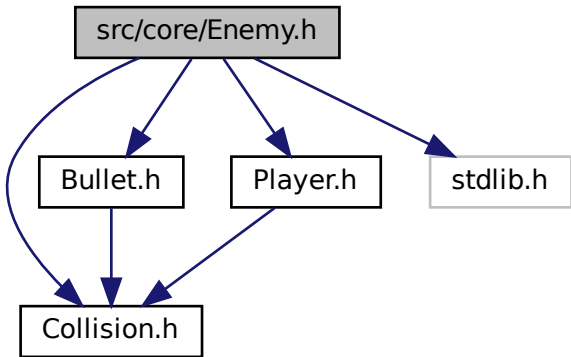 src/core/Enemy.h
Bullet.h
Player.h
stdlib.h
Collision.h